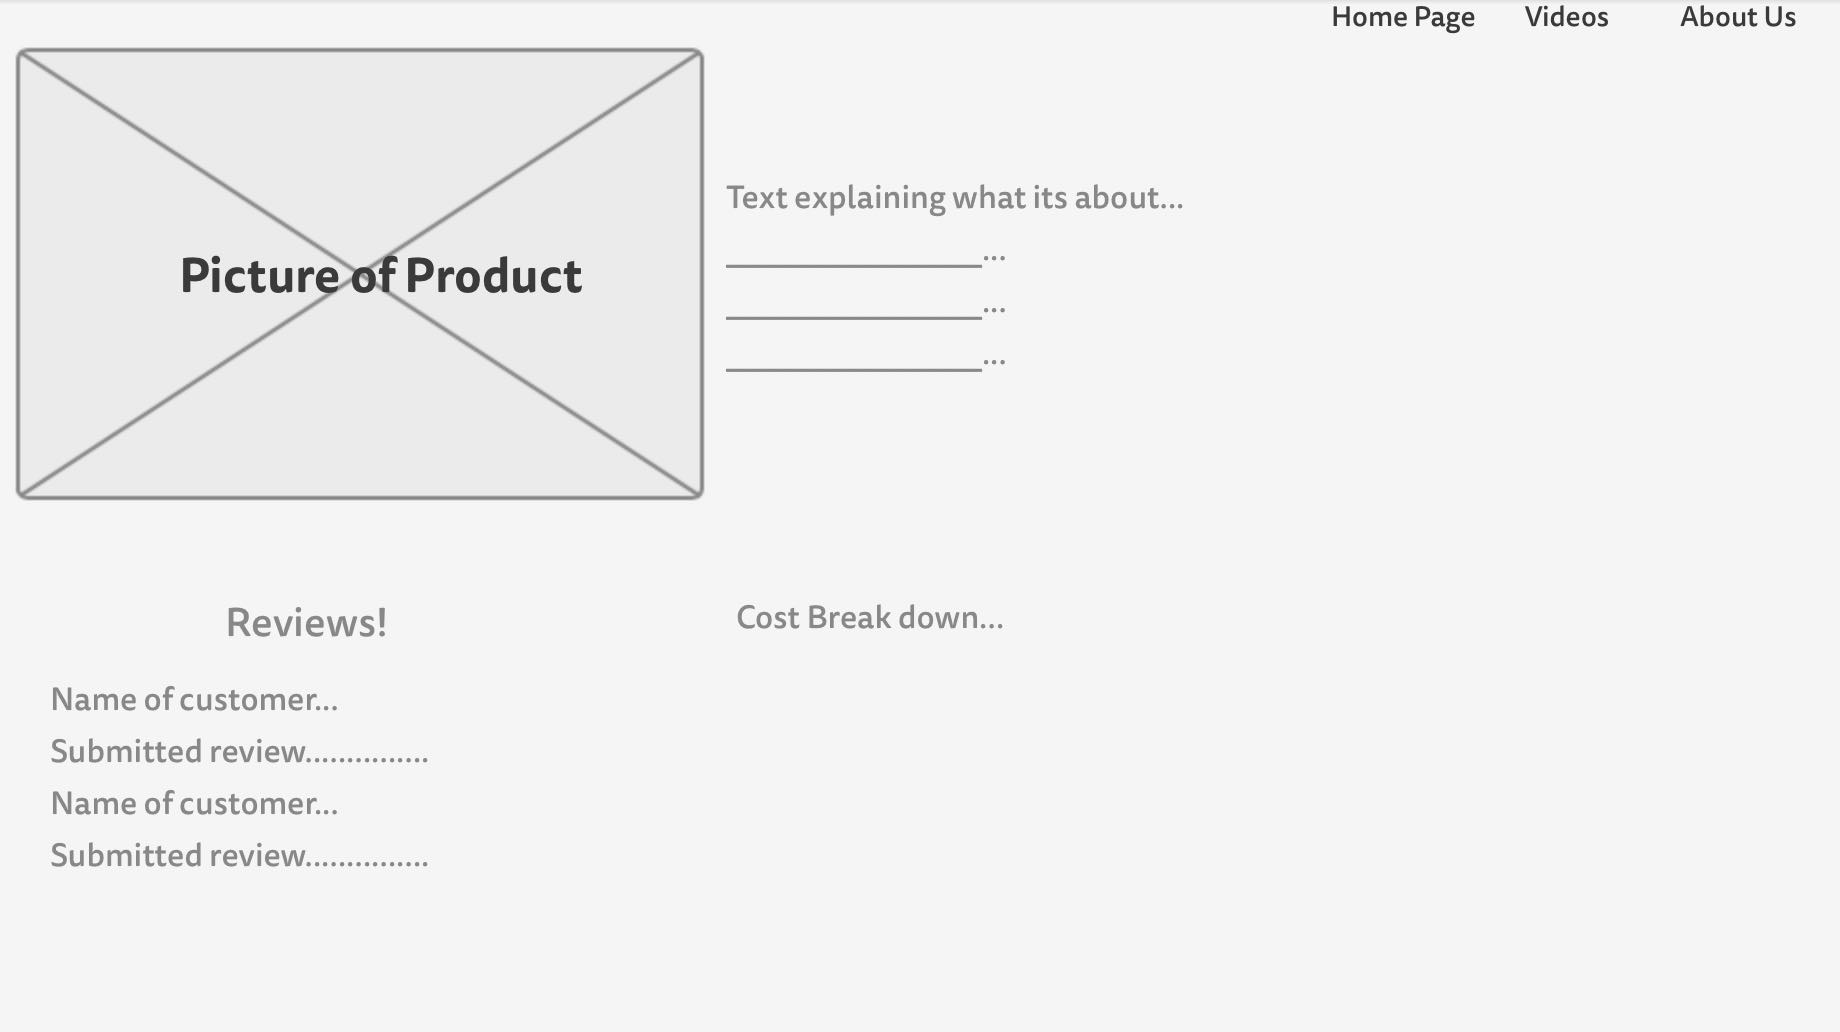 Home Page Videos About Us
Picture of Product
Text explaining what its about...
________________...
________________...
________________...
Reviews!
Name of customer...
Submitted review...............
Name of customer...
Submitted review...............
Cost Break down...